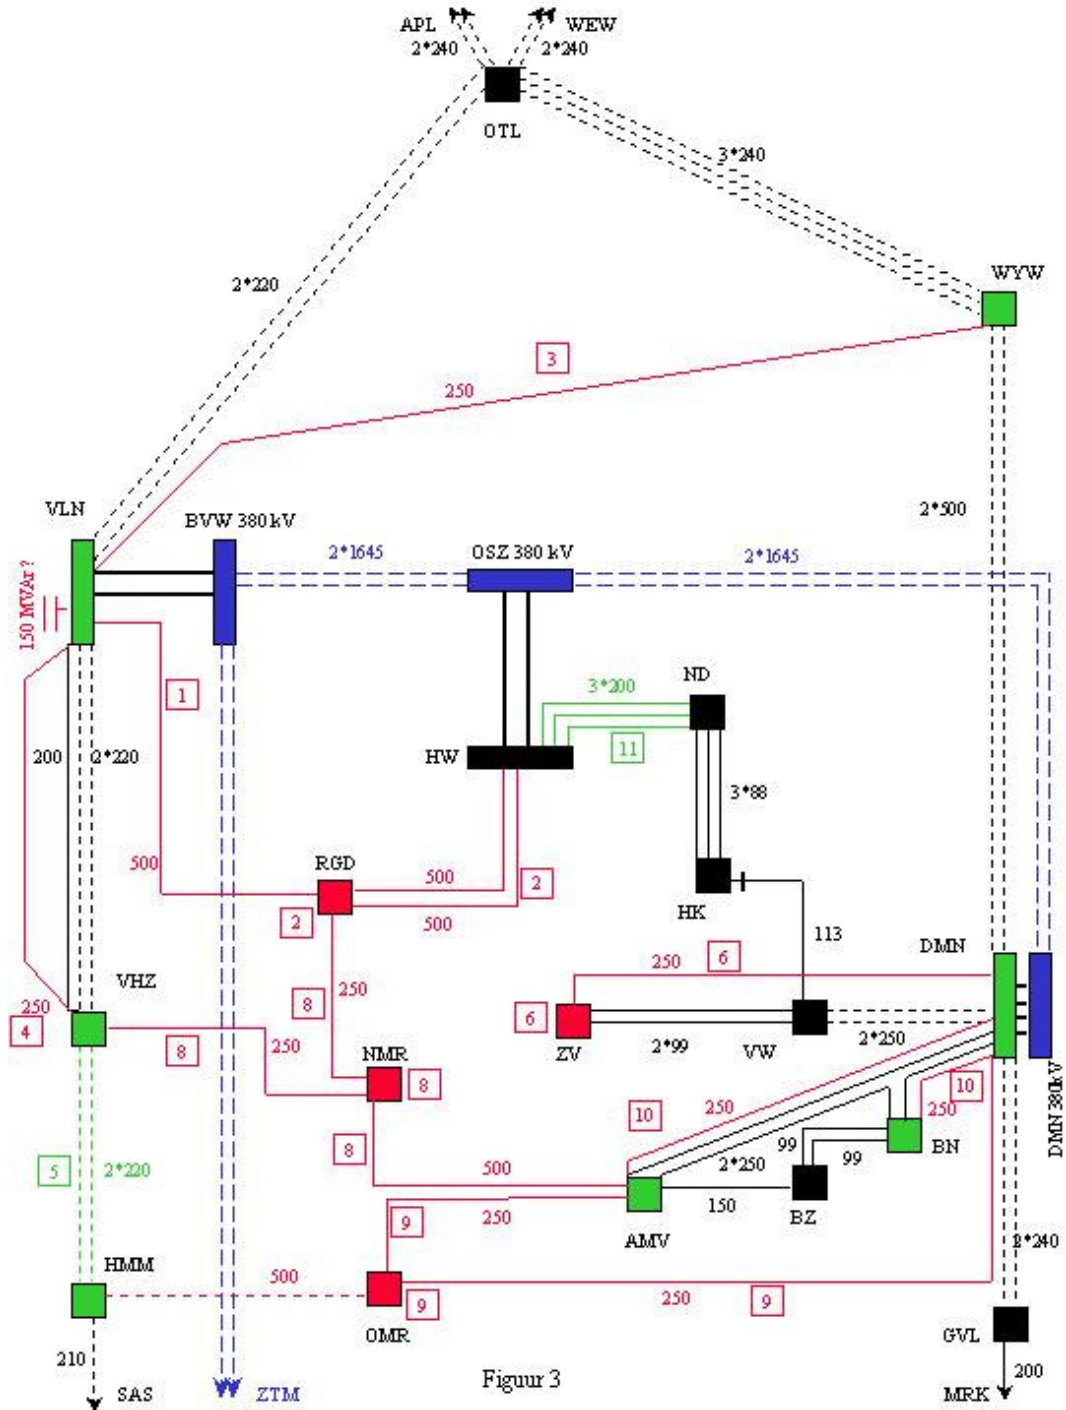 APL
WEW
2*240
2*240
OTL
3*240
WYW
2*220
3
250
2*500
VLN
BVW 380 kV
2*1645
OSZ 380 kV
2*1645
150 MVAr ?
1
ND
3*200
HW
11
200
2*220
3*88
500
RGD
500
2
2
500
HK
113
DMN
VHZ
250
4
8
250
8
250
6
250
6
ZV
2*99
VW
2*250
NMR
8
10
250
10
250
DMN 380kV
8
99
BN
99
2*250
5
2*220
500
250
9
AMV
150
BZ
2*240
HMM
500
9
OMR
250
9
GVL
210
SAS
ZTM
Figuur 3
200
MRK